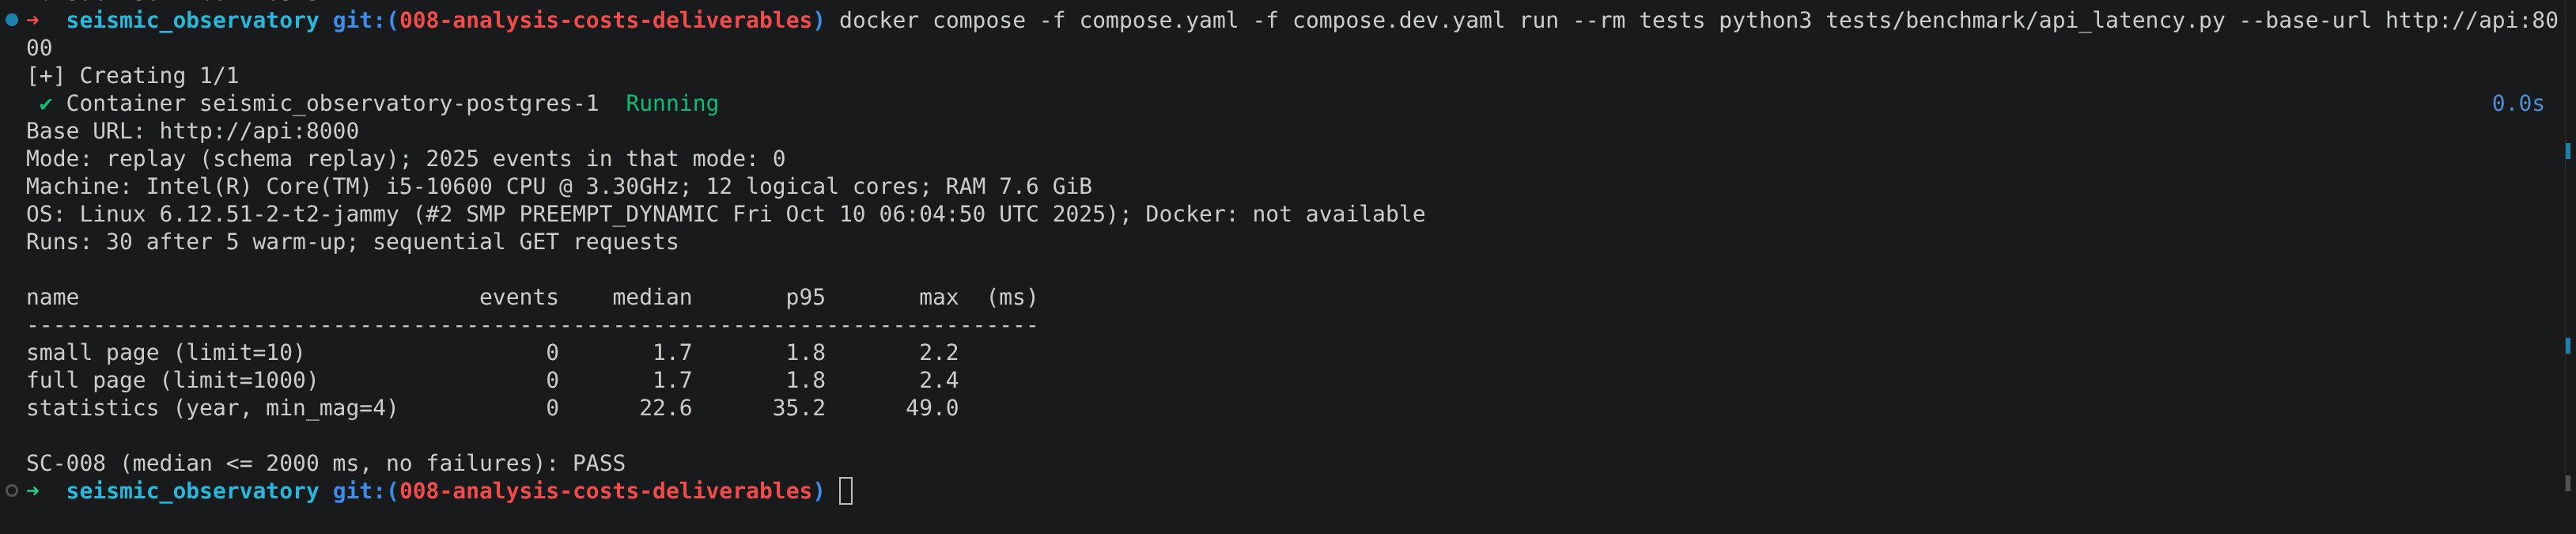 ➜  seismic_observatory git:(008-analysis-costs-deliverables) docker compose -f compose.yaml -f compose.dev.yaml run --rm tests python3 tests/benchmark/api_latency.py --base-url http://api:80
00
[+] Creating 1/1
 ✔ Container seismic_observatory-postgres-1  Running 0.0s
Base URL: http://api:8000
Mode: replay (schema replay); 2025 events in that mode: 0
Machine: Intel(R) Core(TM) i5-10600 CPU @ 3.30GHz; 12 logical cores; RAM 7.6 GiB
OS: Linux 6.12.51-2-t2-jammy (#2 SMP PREEMPT_DYNAMIC Fri Oct 10 06:04:50 UTC 2025); Docker: not available
Runs: 30 after 5 warm-up; sequential GET requests
name                              events    median       p95       max  (ms)
----------------------------------------------------------------------------
small page (limit=10)                  0       1.7       1.8       2.2
full page (limit=1000)                 0       1.7       1.8       2.4
statistics (year, min_mag=4)           0      22.6      35.2      49.0
SC-008 (median <= 2000 ms, no failures): PASS
➜  seismic_observatory git:(008-analysis-costs-deliverables)